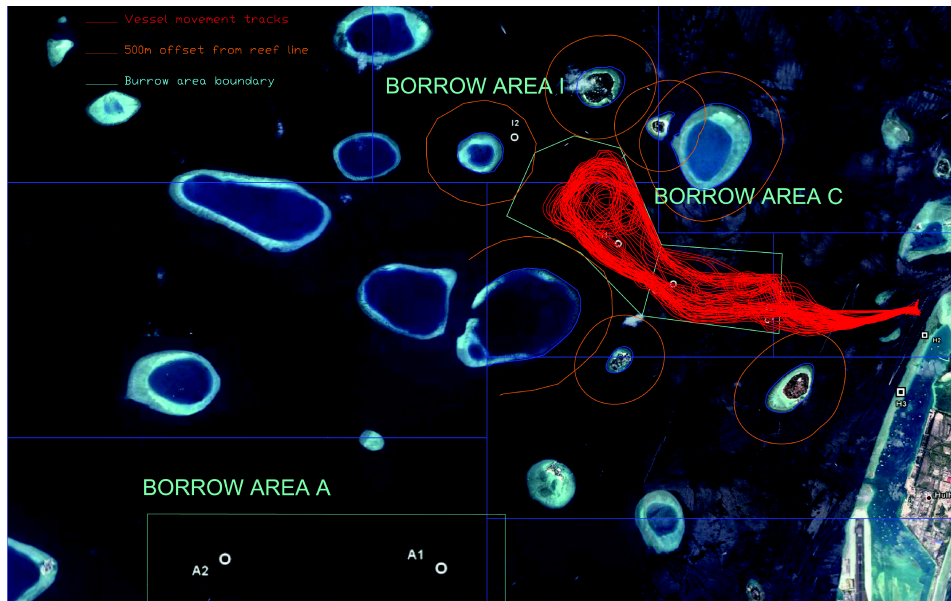 Vessel movement tracks
500m offset from reef line
Burrow area boundary
BORROW AREA I
I2
BORROW AREA C
H2
H3
BORROW AREA A
A2
A1